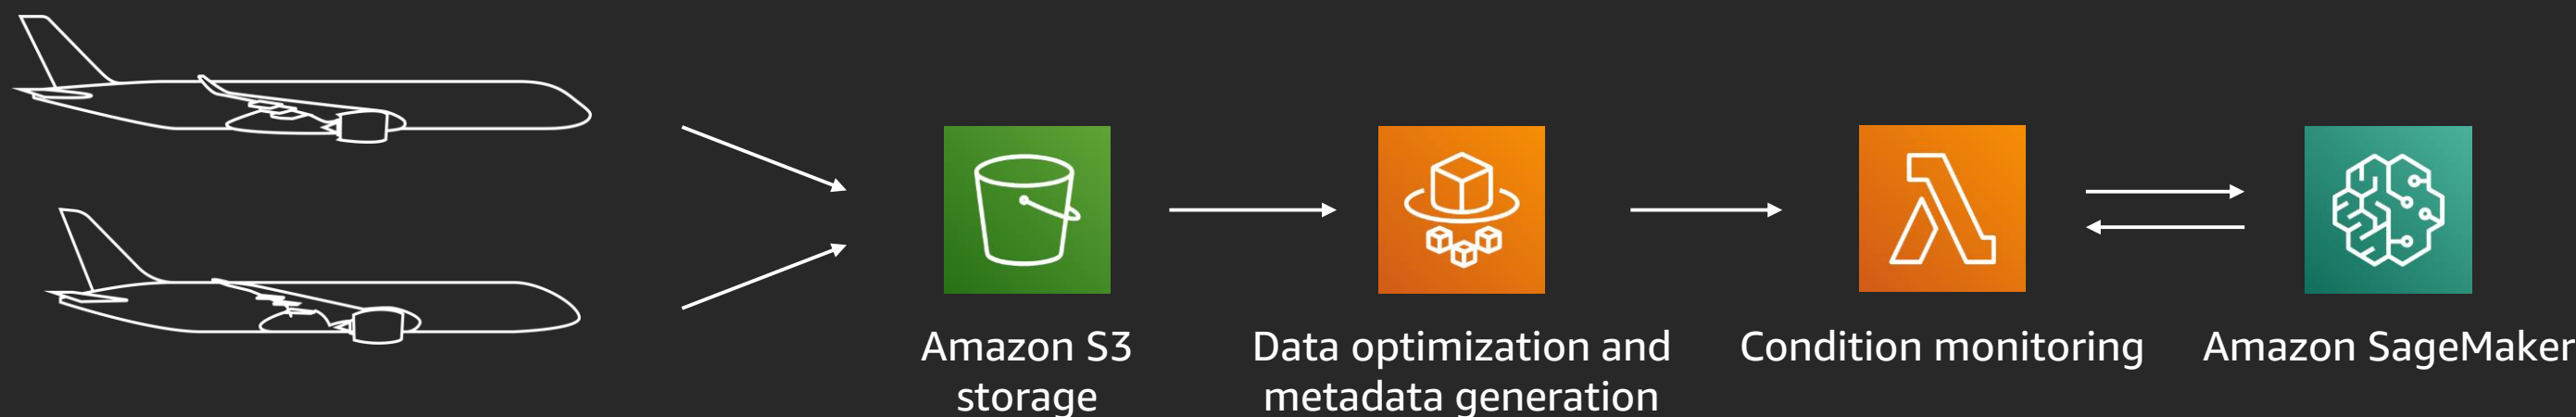 Amazon S3
storage
Data optimization and
metadata generation
Condition monitoring
Amazon SageMaker